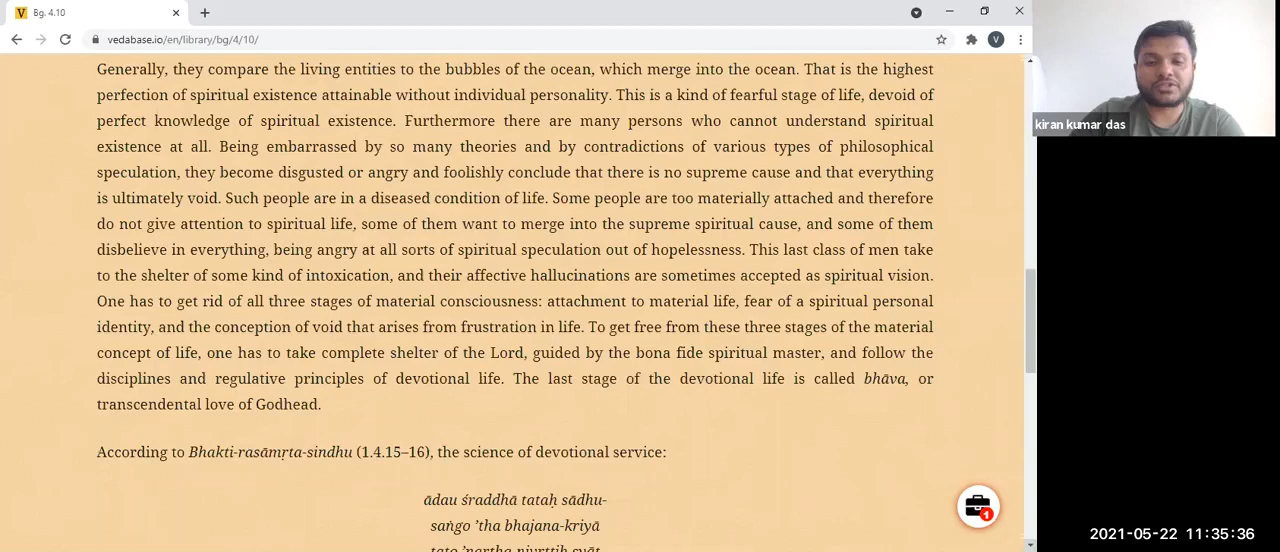 Bg. 4.10
vedabase.io/en/library/bg/4/10/
V
Generally, they compare the living entities to the bubbles of the ocean, which merge into the ocean. That is the highest
perfection of spiritual existence attainable without individual personality. This is a kind of fearful stage of life, devoid of
perfect knowledge of spiritual existence. Furthermore there are many persons who cannot understand spiritual
existence at all. Being embarrassed by so many theories and by contradictions of various types of philosophical
speculation, they become disgusted or angry and foolishly conclude that there is no supreme cause and that everything
is ultimately void. Such people are in a diseased condition of life. Some people are too materially attached and therefore
do not give attention to spiritual life, some of them want to merge into the supreme spiritual cause, and some of them
disbelieve in everything, being angry at all sorts of spiritual speculation out of hopelessness. This last class of men take
to the shelter of some kind of intoxication, and their affective hallucinations are sometimes accepted as spiritual vision.
One has to get rid of all three stages of material consciousness: attachment to material life, fear of a spiritual personal
identity, and the conception of void that arises from frustration in life. To get free from these three stages of the material
concept of life, one has to take complete shelter of the Lord, guided by the bona fide spiritual master, and follow the
disciplines and regulative principles of devotional life. The last stage of the devotional life is called bhāva, or
transcendental love of Godhead.
According to Bhakti-rasāmṛta-sindhu (1.4.15–16), the science of devotional service:
ādau śraddhā tataḥ sādhu-
saṅgo ’tha bhajana-kriyā
tato ’nartha-nivṛttiḥ syāt
kiran kumar das
1
2021-05-22 11:35:36